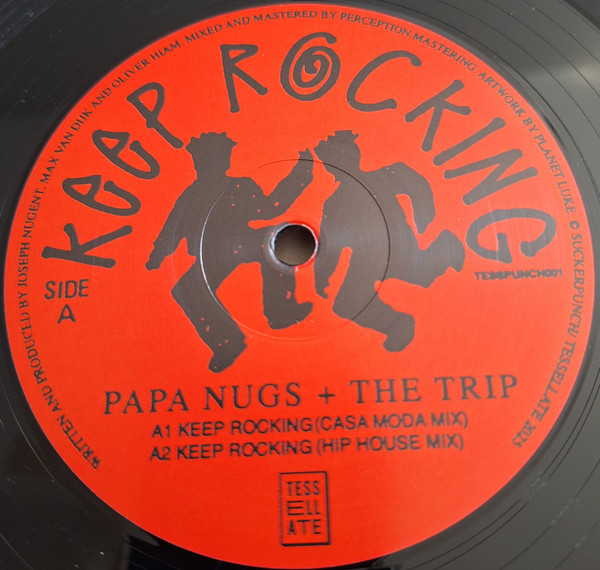 WRITTEN AND PRODUCED BY JOSEPH NUGENT, MAX VAN DIJK AND OLIVER HIAM. MIXED AND MASTERED BY PERCEPTION MASTERING. ARTWORK BY PLANET LUKE © SUCKERPUNCH/ TESSELLATE 2025
KEEP ROCKING
TESSPUNCH001
SIDE
A
PAPA NUGS + THE TRIP
A1 KEEP ROCKING (CASA MODA MIX)
A2 KEEP ROCKING (HIP HOUSE MIX)
TESS
ELL
ATE